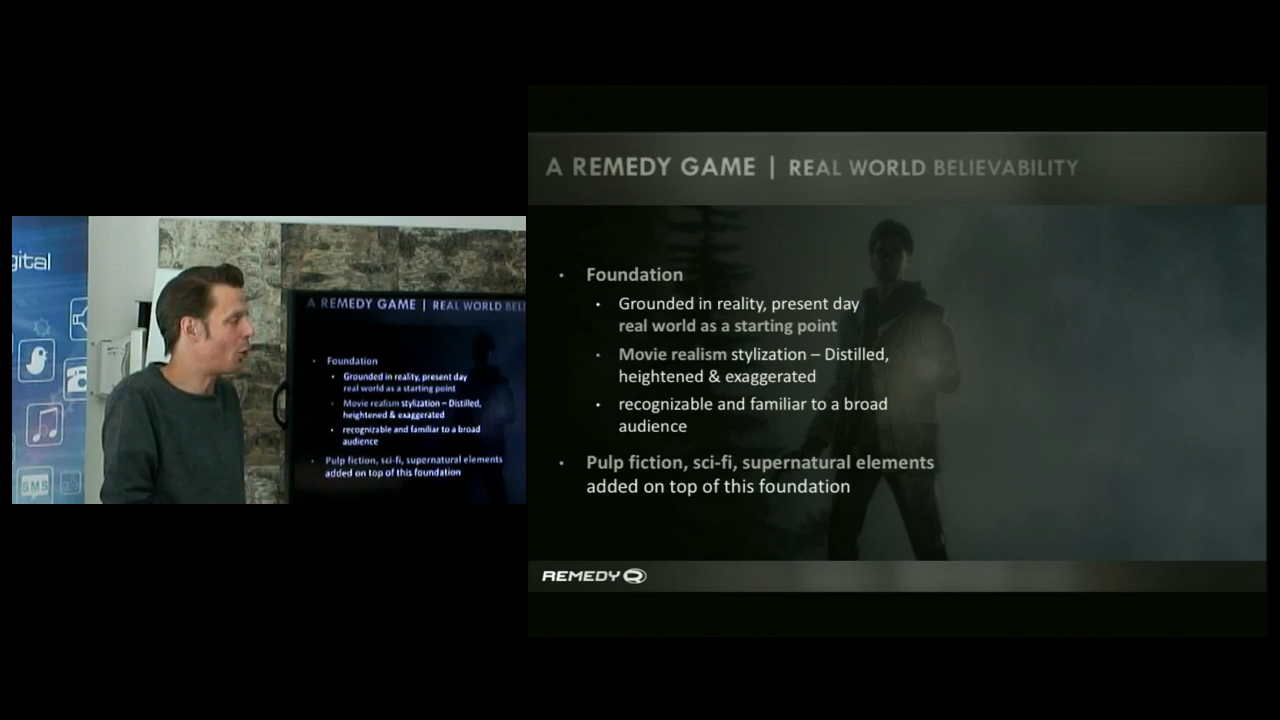 gital
SMS
A REMEDY GAME | REAL WORLD BELI
Foundation
Grounded in reality, present day
real world as a starting point
Movie realism stylization – Distilled,
heightened & exaggerated
recognizable and familiar to a broad
audience
Pulp fiction, sci-fi, supernatural elements
added on top of this foundation
A REMEDY GAME | REAL WORLD BELIEVABILITY
• Foundation
• Grounded in reality, present day
real world as a starting point
• Movie realism stylization – Distilled,
heightened & exaggerated
• recognizable and familiar to a broad
audience
• Pulp fiction, sci-fi, supernatural elements
added on top of this foundation
REMEDY